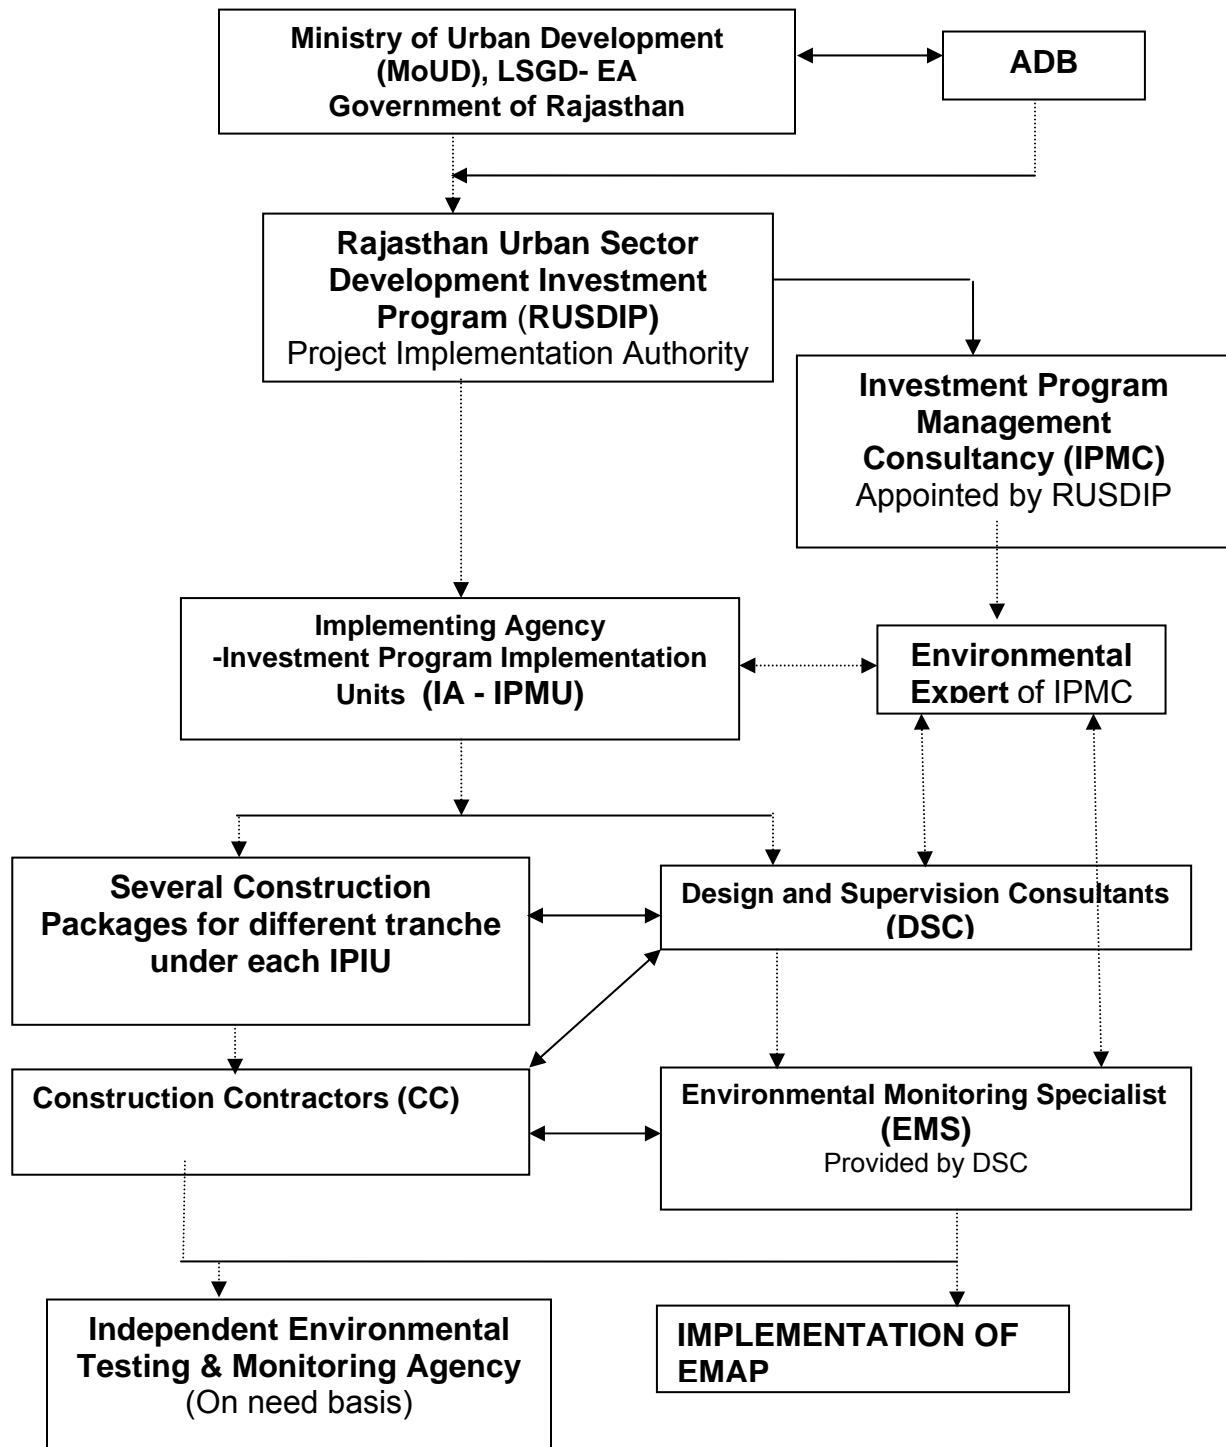 Ministry of Urban Development
(MoUD), LSGD- EA
Government of Rajasthan
ADB
Rajasthan Urban Sector
Development Investment
Program (RUSDIP)
Project Implementation Authority
Investment Program
Management
Consultancy (IPMC)
Appointed by RUSDIP
Implementing Agency
-Investment Program Implementation
Units (IA - IPMU)
Environmental
Expert of IPMC
Several Construction
Packages for different tranche
under each IPIU
Design and Supervision Consultants
(DSC)
Construction Contractors (CC)
Environmental Monitoring Specialist
(EMS)
Provided by DSC
Independent Environmental
Testing & Monitoring Agency
(On need basis)
IMPLEMENTATION OF
EMAP